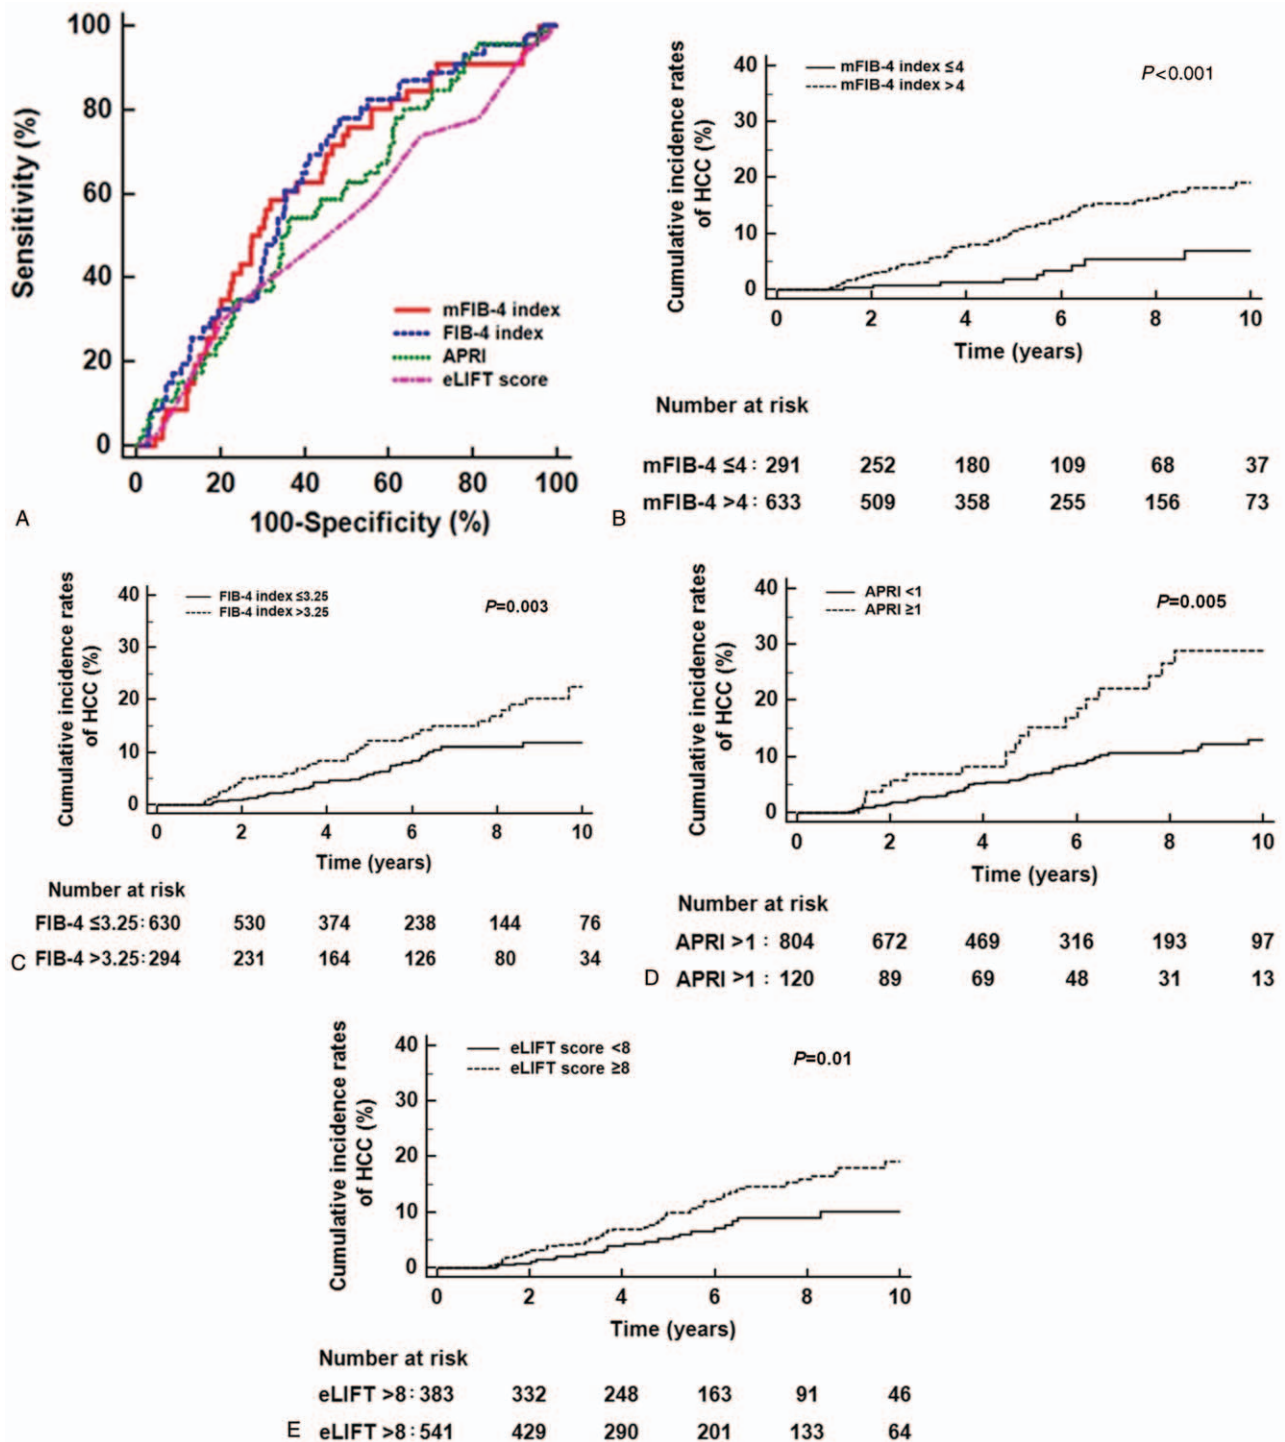 100
80
60
40
20
0
Sensitivity (%)
mFIB-4 index
FIB-4 index
APRI
eLIFT score
0 20 40 60 80 100
100-Specificity (%)
A
40
30
20
10
0
Cumulative incidence rates
of HCC (%)
mFIB-4 index ≤4
mFIB-4 index >4
P<0.001
0 2 4 6 8 10
Time (years)
Number at risk
mFIB-4 ≤4: 291 252 180 109 68 37
mFIB-4 >4: 633 509 358 255 156 73
B
40
30
20
10
0
Cumulative incidence rates
of HCC (%)
FIB-4 index ≤3.25
FIB-4 index >3.25
P=0.003
0 2 4 6 8 10
Time (years)
Number at risk
FIB-4 ≤3.25: 630 530 374 238 144 76
FIB-4 >3.25: 294 231 164 126 80 34
C
40
30
20
10
0
Cumulative incidence rates
of HCC (%)
APRI <1
APRI ≥1
P=0.005
0 2 4 6 8 10
Time (years)
Number at risk
APRI >1 : 804 672 469 316 193 97
APRI >1 : 120 89 69 48 31 13
D
40
30
20
10
0
Cumulative incidence rates
of HCC (%)
eLIFT score <8
eLIFT score ≥8
P=0.01
0 2 4 6 8 10
Time (years)
Number at risk
eLIFT >8: 383 332 248 163 91 46
eLIFT >8: 541 429 290 201 133 64
E